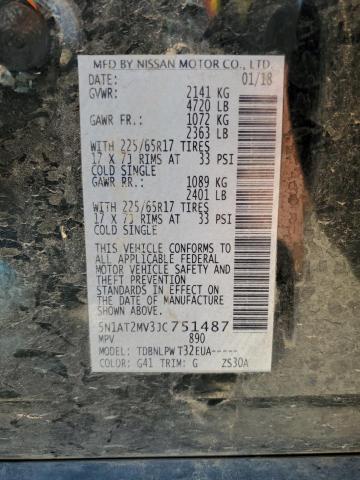 MFD BY NISSAN MOTOR CO., LTD.
DATE: 01/18
GVWR: 2141 KG
4720 LB
GAWR FR.: 1072 KG
2363 LB
WITH 225/65R17 TIRES
17 X 7J RIMS AT 33 PSI
COLD SINGLE
GAWR RR.: 1089 KG
2401 LB
WITH 225/65R17 TIRES
17 X 7J RIMS AT 33 PSI
COLD SINGLE
THIS VEHICLE CONFORMS TO
ALL APPLICABLE FEDERAL
MOTOR VEHICLE SAFETY AND
AND THEFT PREVENTION
STANDARDS IN EFFECT ON
THE DATE OF MANUFACTURE
SHOWN ABOVE.
5N1AT2MV3JC751487
MPV 890
MODEL: TDBNLPW T32EUA-----
COLOR: G41 TRIM: G ZS30A